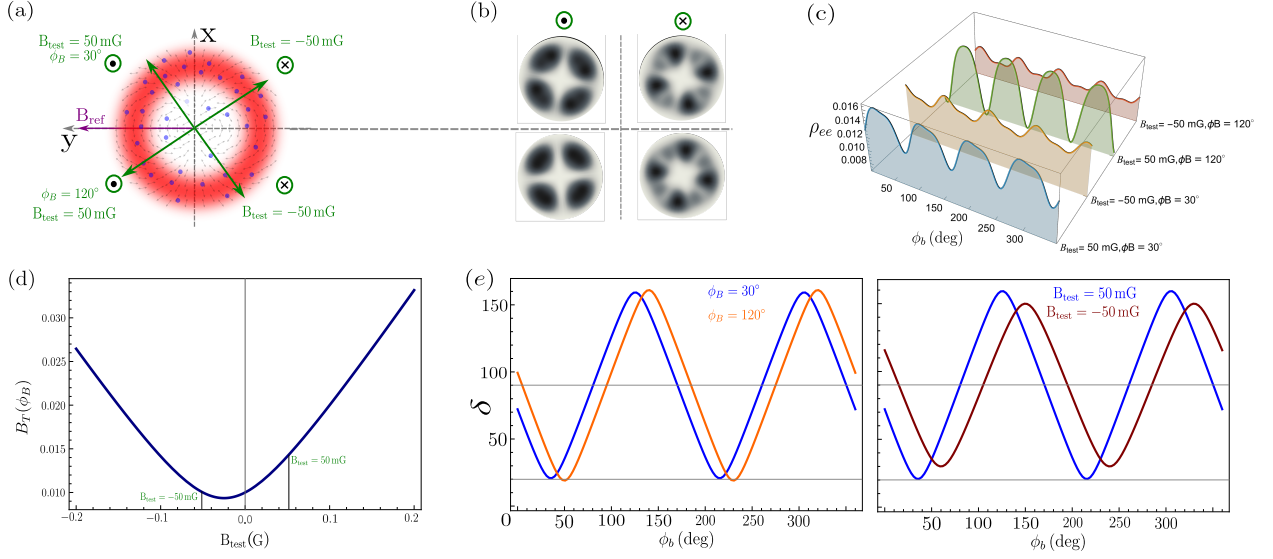 (a)
x
B_test = 50 mG
ϕ_B = 30°
B_test = −50 mG
B_ref
y
ϕ_B = 120°
B_test = 50 mG
B_test = −50 mG
(b)
(c)
ρ_ee
0.016
0.014
0.012
0.010
0.008
50
100
150
200
250
300
ϕ_b (deg)
B_test= −50 mG,ϕB = 120°
B_test= 50 mG,ϕB = 120°
B_test= −50 mG,ϕB = 30°
B_test= 50 mG,ϕB = 30°
(d)
B_T(ϕ_B)
0.030
0.025
0.020
0.015
0.010
B_test = −50 mG
B_test = 50 mG
−0.2
−0.1
0.0
0.1
0.2
B_test(G)
(e)
δ
150
100
50
0
ϕ_B = 30°
ϕ_B = 120°
50
100
150
200
250
300
ϕ_b (deg)
B_test = 50 mG
B_test = −50 mG
50
100
150
200
250
300
ϕ_b (deg)